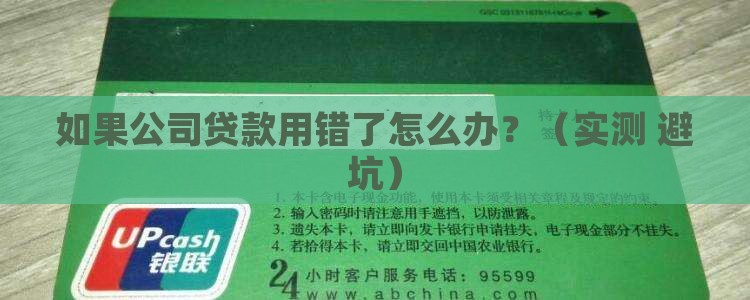 如果公司贷款用错了怎么办？（实测 避
坑）
1. 本卡含电子现金功能，使用本卡须受相关章程及规定的约束。
2. 输入密码时请注意用手遮挡，以防泄露。
3. 遗失本卡，请立即向发卡银行申请挂失，电子现金部分不挂失。
4. 若拾得本卡，请立即交回中国农业银行。
UPcash
银联
24小时客户服务电话：95599
www.abchina.com